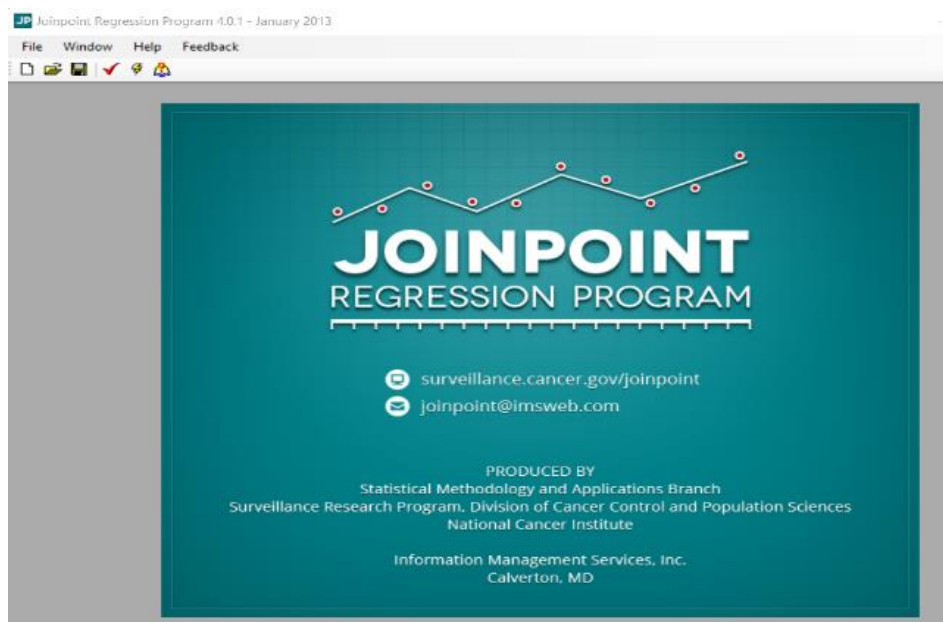 JP Joinpoint Regression Program 4.0.1 - January 2013
File Window Help Feedback
JOINPOINT
REGRESSION PROGRAM
surveillance.cancer.gov/joinpoint
joinpoint@imsweb.com
PRODUCED BY
Statistical Methodology and Applications Branch
Surveillance Research Program. Division of Cancer Control and Population Sciences
National Cancer Institute
Information Management Services, Inc.
Calverton, MD